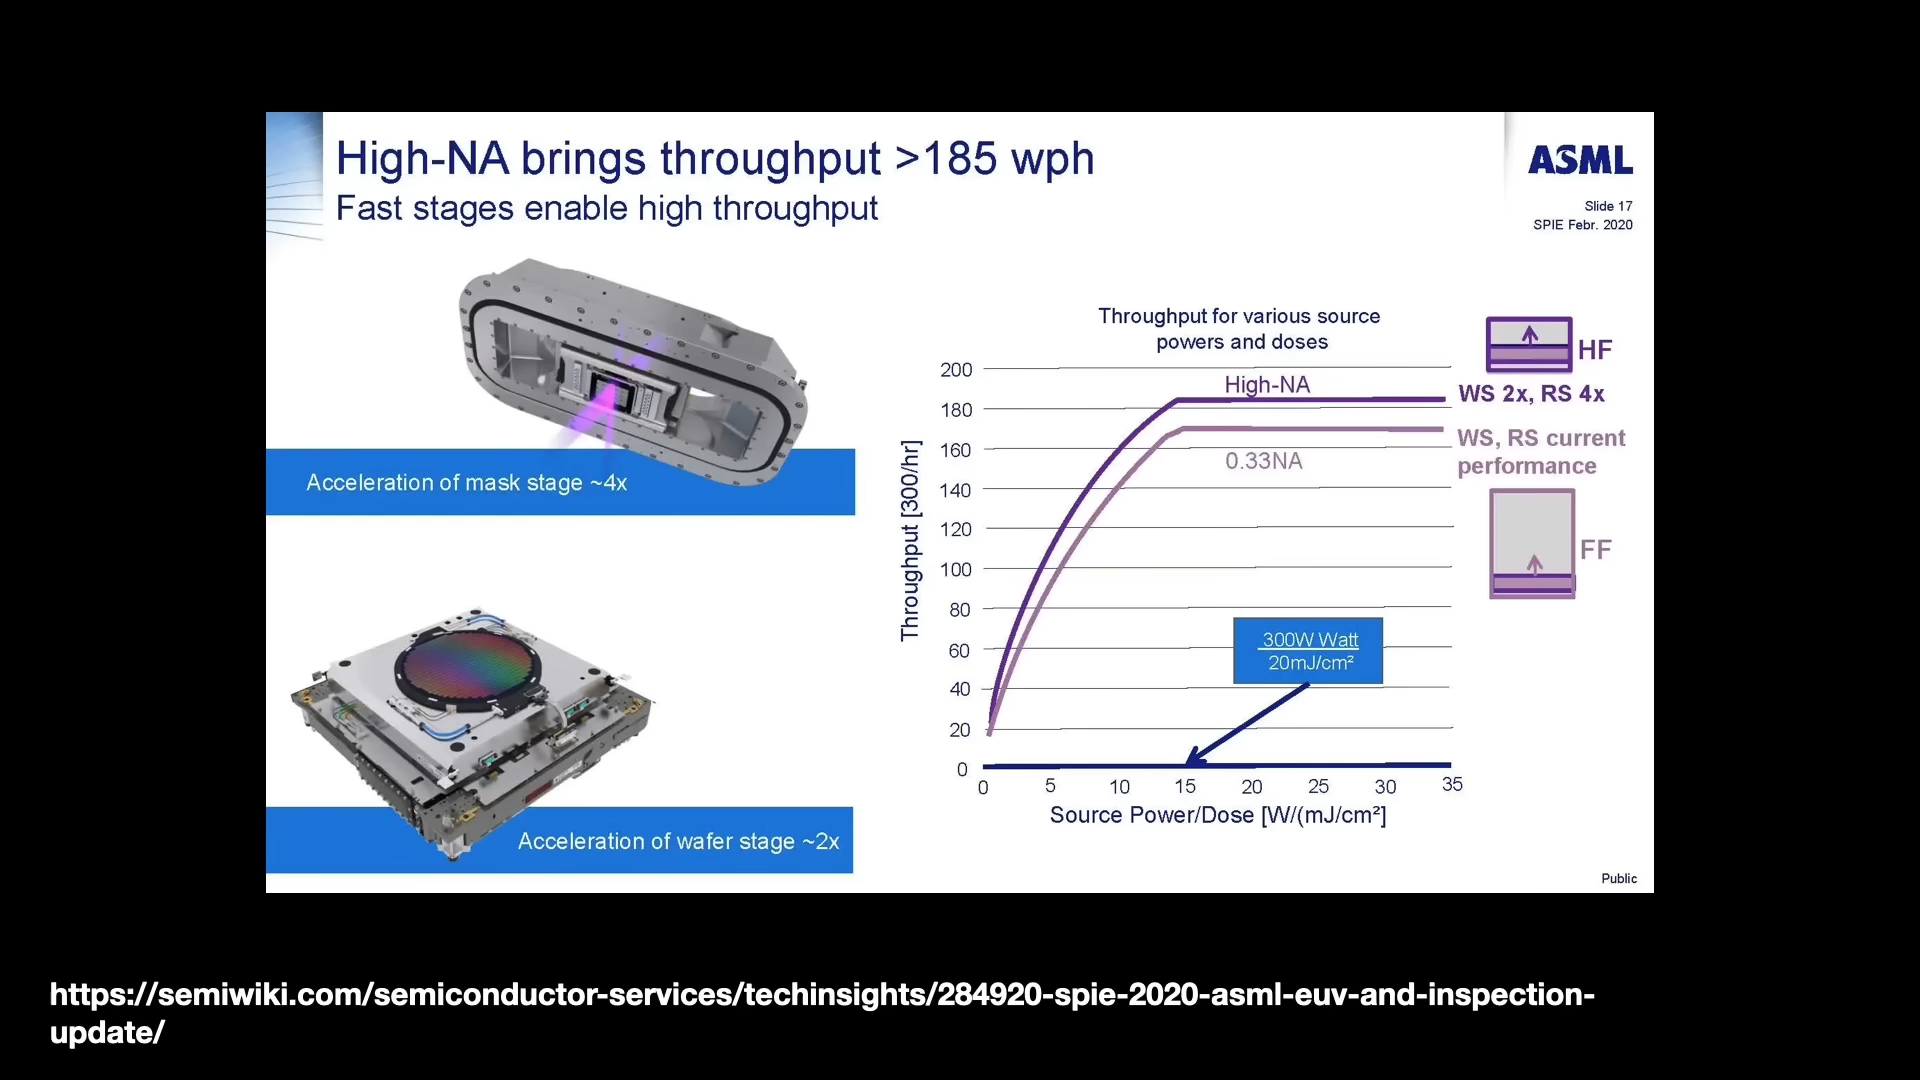 High-NA brings throughput >185 wph
Fast stages enable high throughput
ASML
Slide 17
SPIE Febr. 2020
Acceleration of mask stage ~4x
Acceleration of wafer stage ~2x
Throughput for various source
powers and doses
Throughput [300/hr]
200
180
160
140
120
100
80
60
40
20
0
0 5 10 15 20 25 30 35
Source Power/Dose [W/(mJ/cm²]
High-NA
0.33NA
300W Watt
20mJ/cm²
HF
WS 2x, RS 4x
WS, RS current
performance
FF
Public
https://semiwiki.com/semiconductor-services/techinsights/284920-spie-2020-asml-euv-and-inspection-
update/